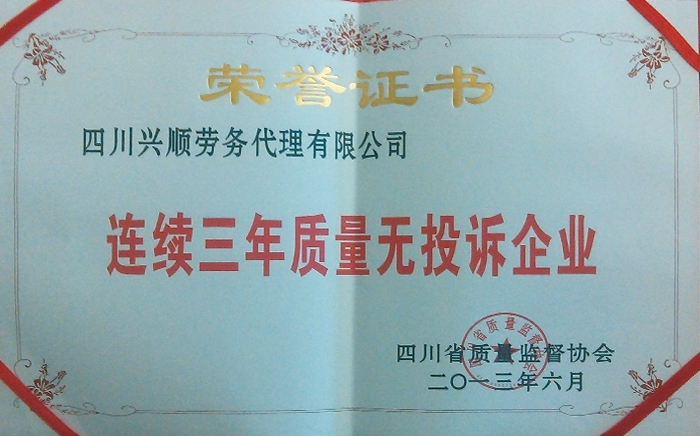 荣誉证书
四川兴顺劳务代理有限公司
连续三年质量无投诉企业
四川省质量监督协会
二〇一三年六月